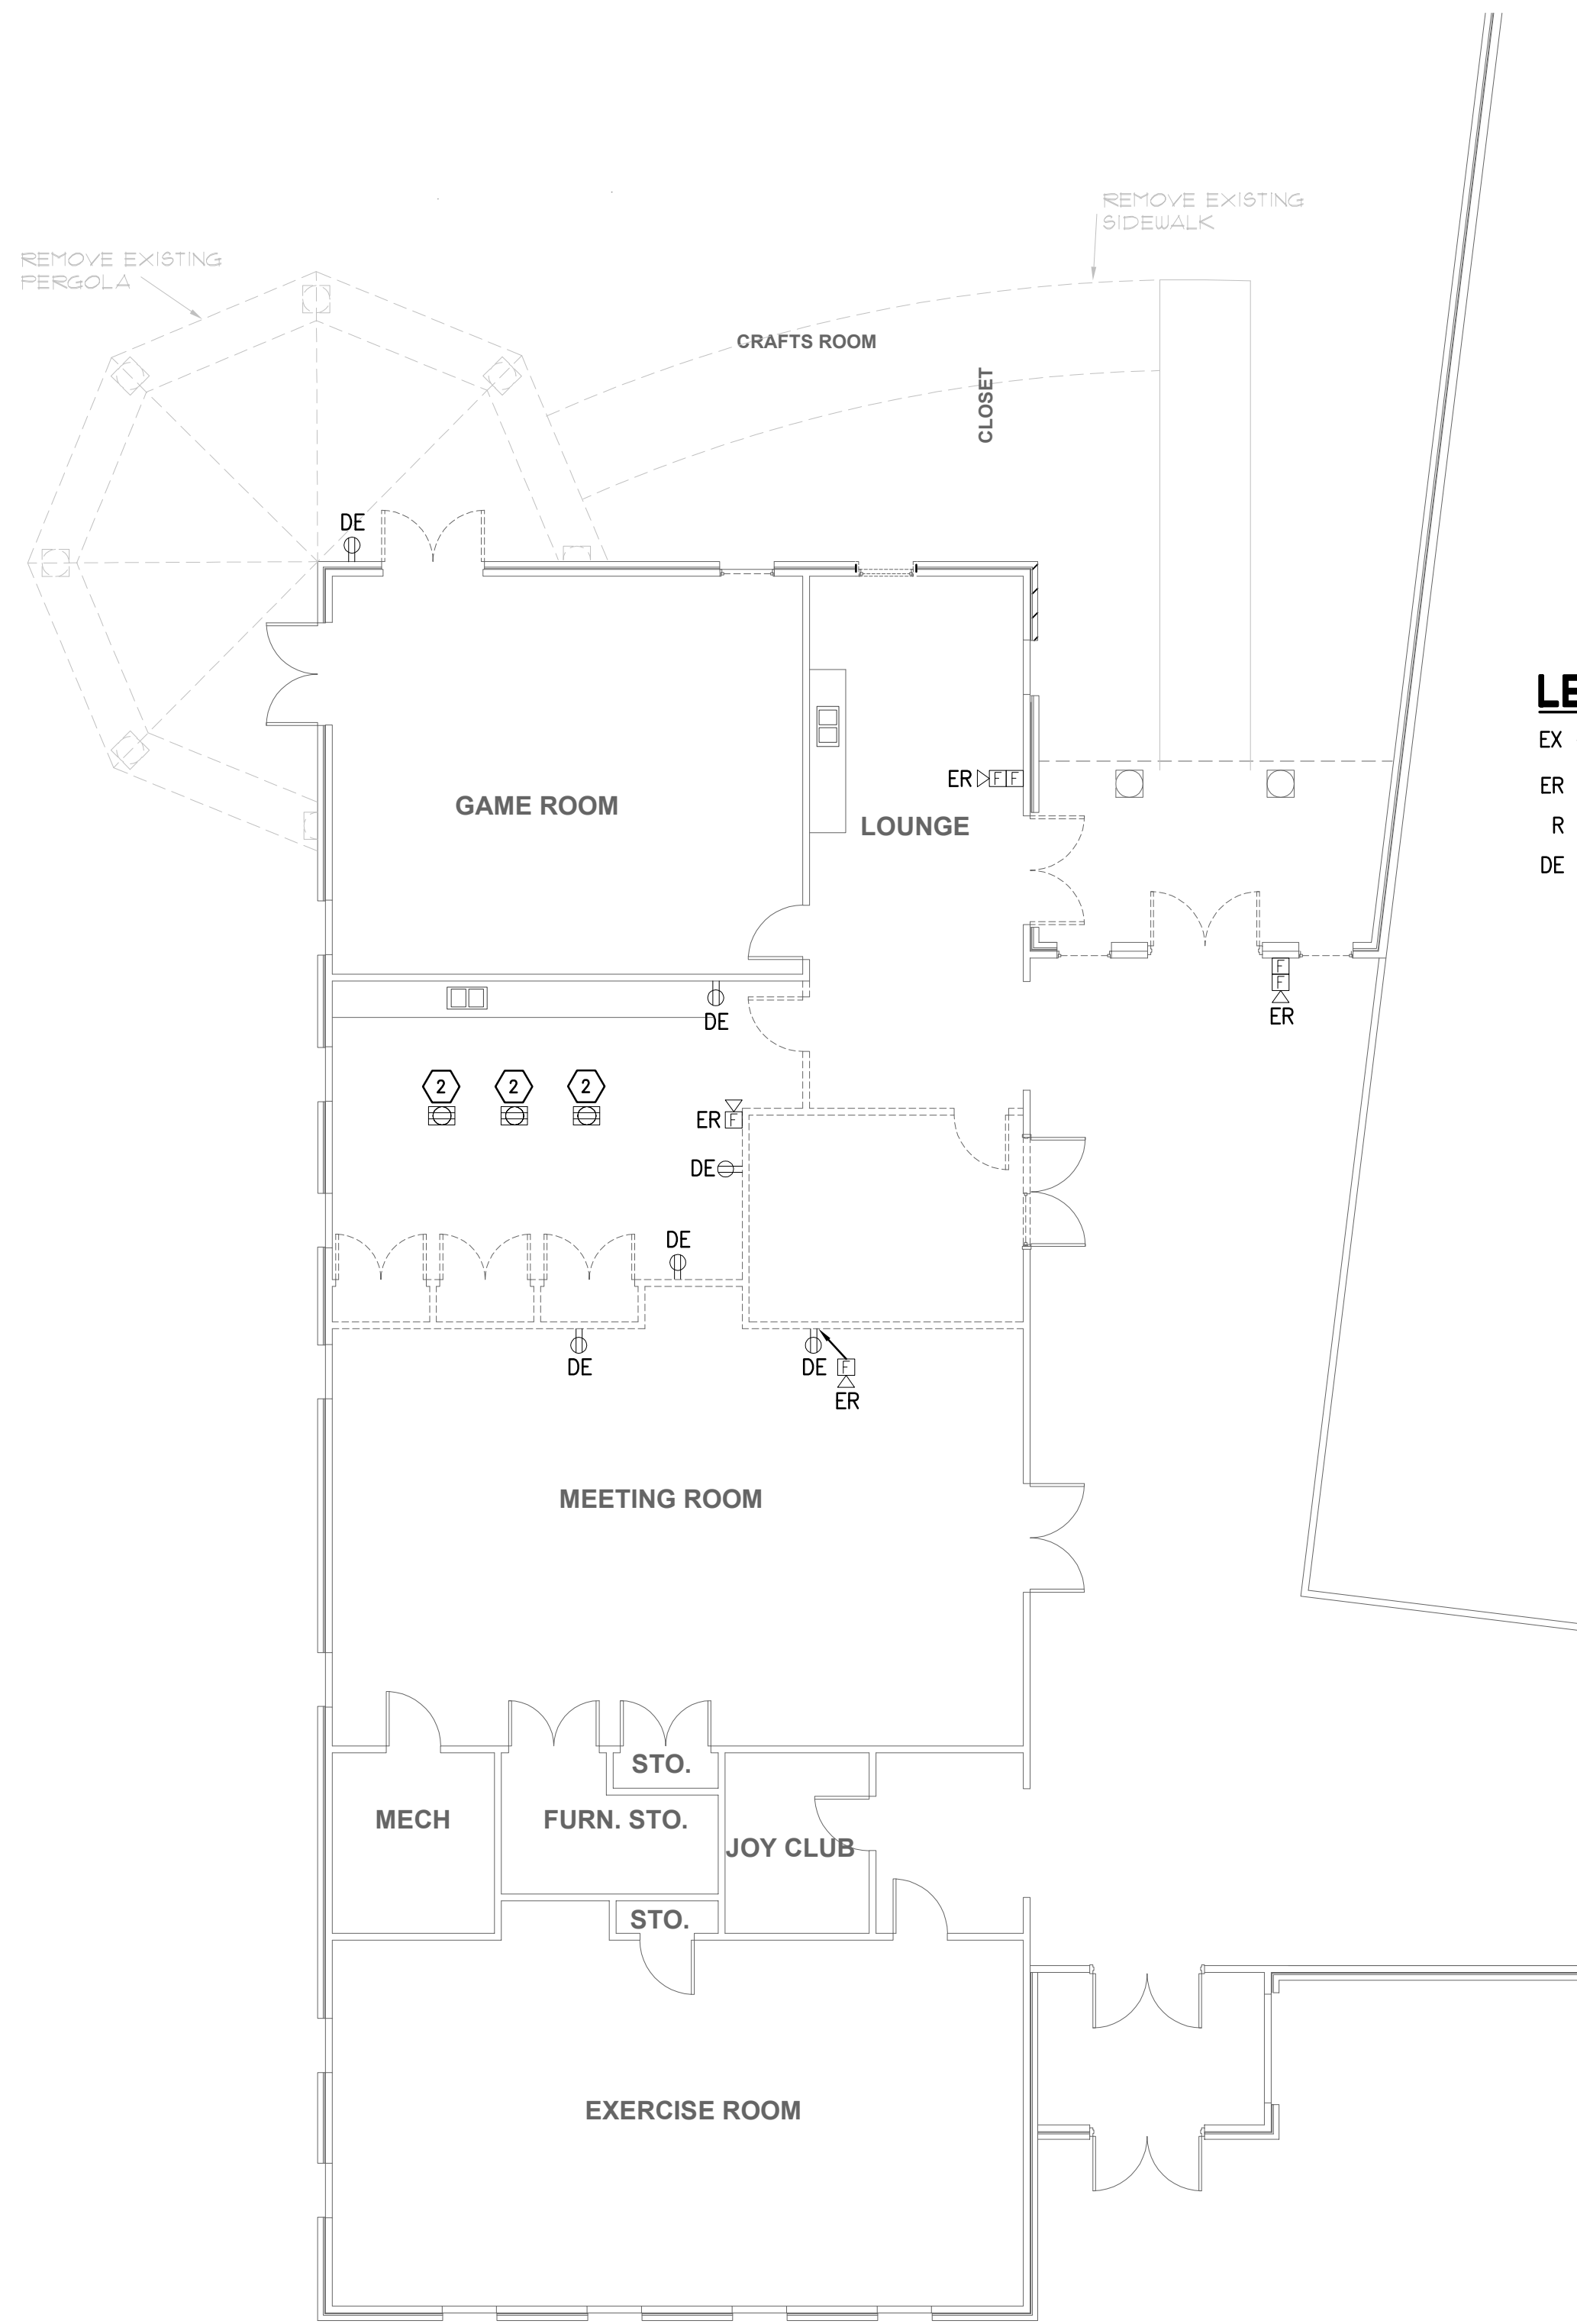 REMOVE EXISTING
SIDEWALK
REMOVE EXISTING
PERGOLA
CRAFTS ROOM
CLOSET
DE
LE
EX
ER
R
DE
GAME ROOM
ER F F
LOUNGE
DE
F
F
ER
2 2 2
ER F
DE
DE
DE
DE
F
ER
MEETING ROOM
STO.
MECH
FURN. STO.
JOY CLUB
STO.
EXERCISE ROOM